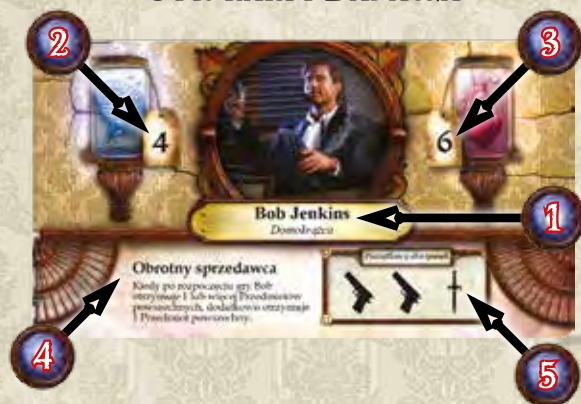 2
3
4
6
Bob Jenkins
Domokrążca
1
Obrotny sprzedawca
Kiedy po rozpoczęciu gry Bob
otrzymuje 1 lub więcej Przedmiotów
powszechnych, dodatkowo otrzymuje
1 Przedmiot powszechny.
4
5